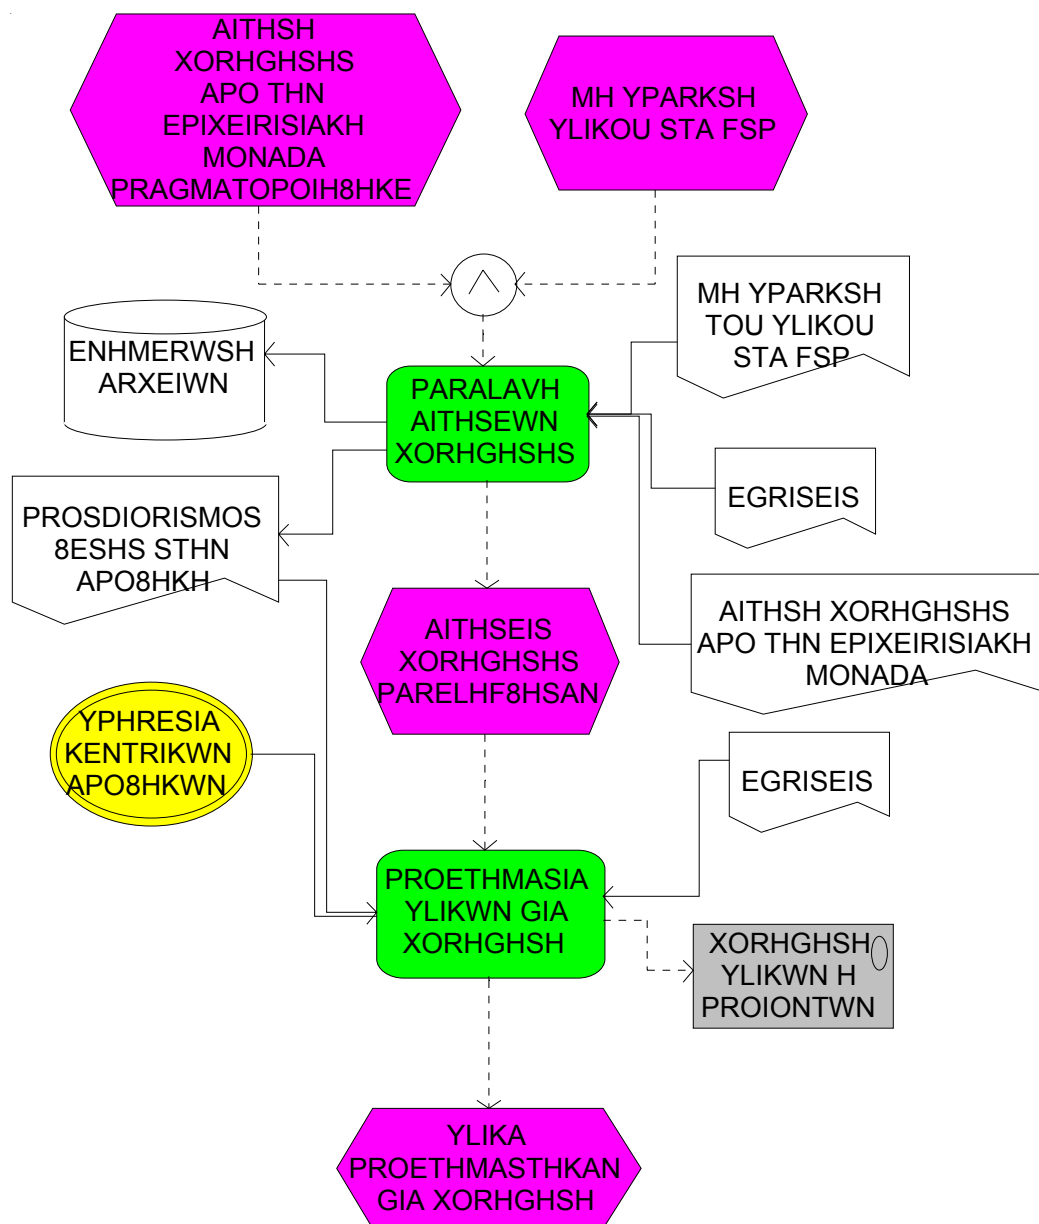 AITHSH
XORHGHSHS
APO THN
EPIXEIRISIAKH
MONADA
PRAGMATOPOIH8HKE
MH YPARKSH
YLIKOU STA FSP
MH YPARKSH
TOU YLIKOU
STA FSP
ENHMERWSH
ARXEIWN
PARALAVH
AITHSEWN
XORHGHSHS
EGRISEIS
PROSDIORISMOS
8ESHS STHN
APO8HKH
AITHSH XORHGHSHS
APO THN EPIXEIRISIAKH
MONADA
AITHSEIS
XORHGHSHS
PARELHF8HSAN
YPHRESIA
KENTRIKWN
APO8HKWN
EGRISEIS
PROETHMASIA
YLIKWN GIA
XORHGHSH
XORHGHSH
YLIKWN H
PROIONTWN
YLIKA
PROETHMASTHKAN
GIA XORHGHSH